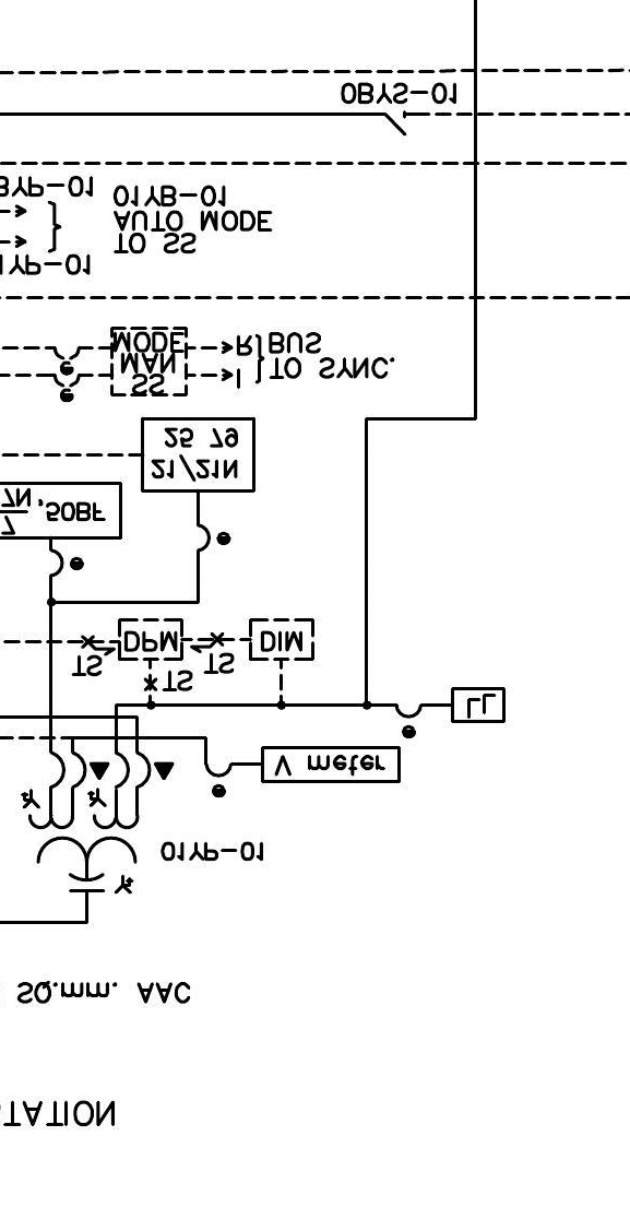 TATION
SQ.mm. AAC
Y
01YP-01
Y Y
V meter
LL
TS
TS TS
DPM DIM
7
7N ,50BF
21/21N
25 79
SS
MAN
MODE
I
R
TO SYNC.
BUS
1YP-01
BYP-01
TO SS
AUTO MODE
01YB-01
0BYS-01